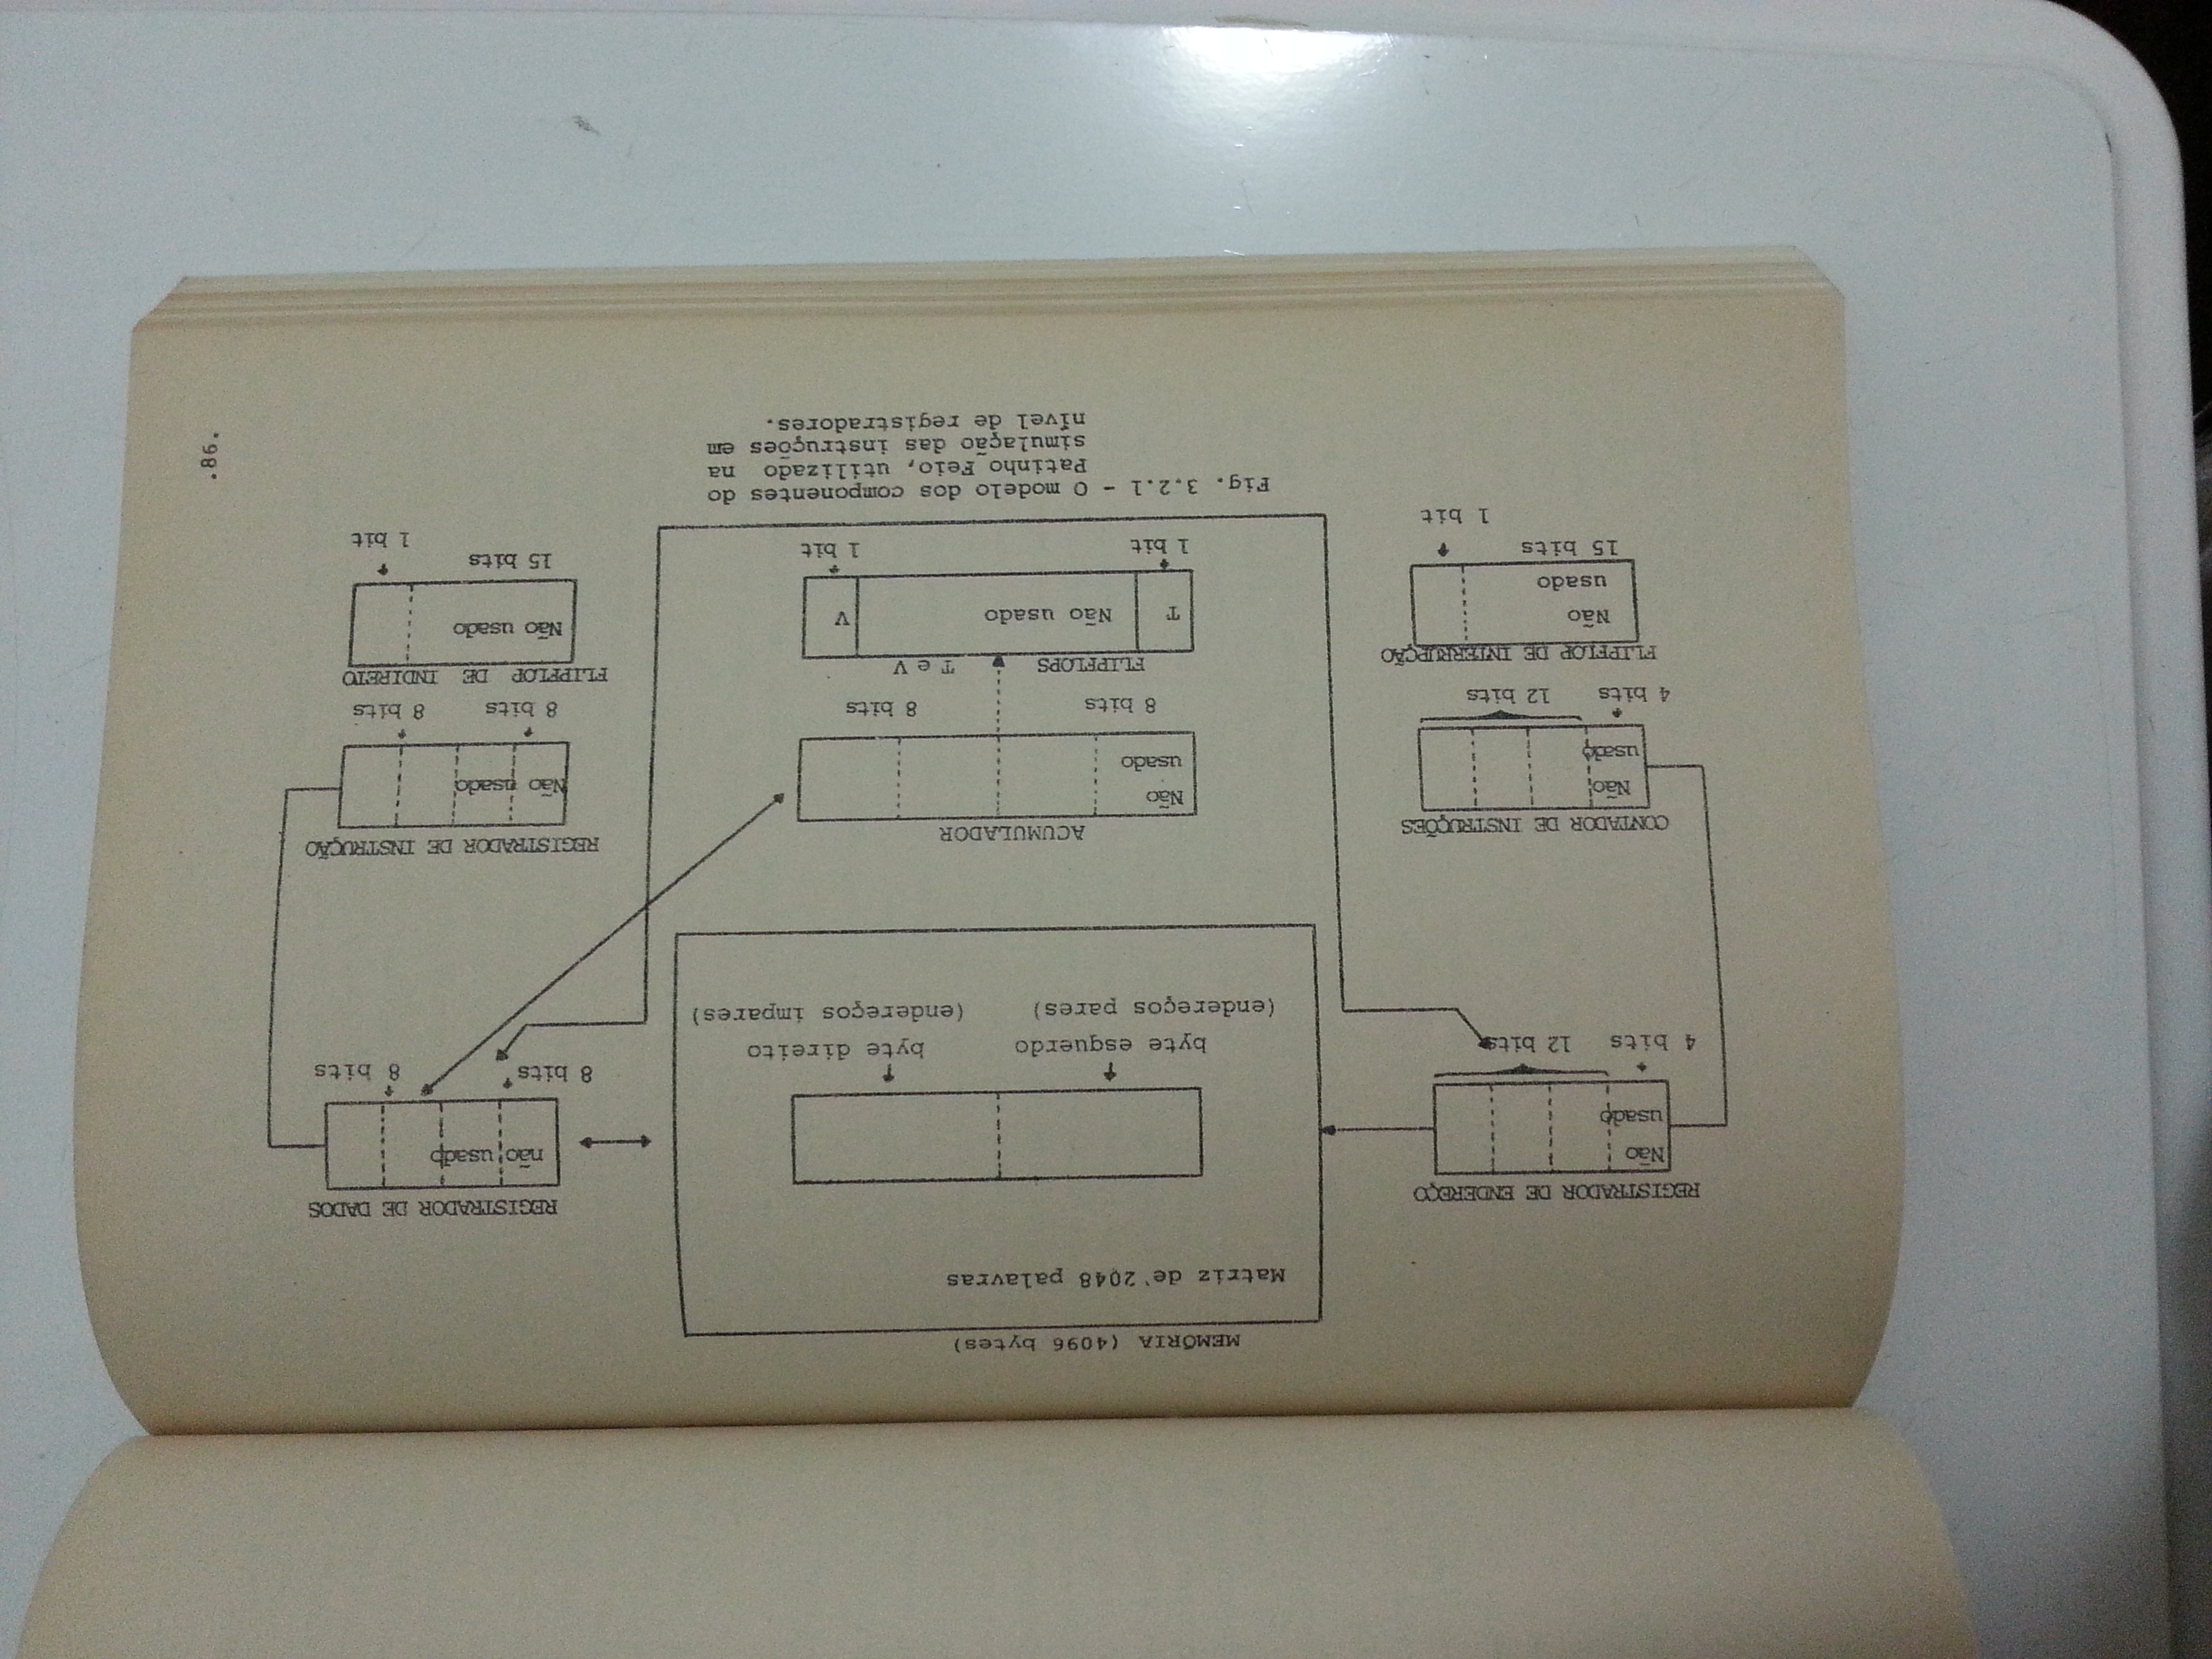 MEMÓRIA (4096 bytes)
Matriz de 2048 palavras
byte esquerdo
(endereços pares)
byte direito
(endereços impares)
REGISTRADOR DE ENDEREÇO
Não
usado
4 bits
12 bits
REGISTRADOR DE DADOS
não usado
8 bits
8 bits
CONTADOR DE INSTRUÇÕES
Não
usado
4 bits
12 bits
ACUMULADOR
Não
usado
8 bits
8 bits
REGISTRADOR DE INSTRUÇÃO
Não usado
8 bits
8 bits
FLIPFLOP DE INTERRUPÇÃO
Não
usado
15 bits
1 bit
FLIPFLOPS T e V
T
Não usado
V
1 bit
1 bit
FLIPFLOP DE INDIRETO
Não usado
15 bits
1 bit
Fig. 3.2.1 - O modelo dos componentes do
Patinho Feio, utilizado na
simulação das instruções em
nível de registradores.
.86.